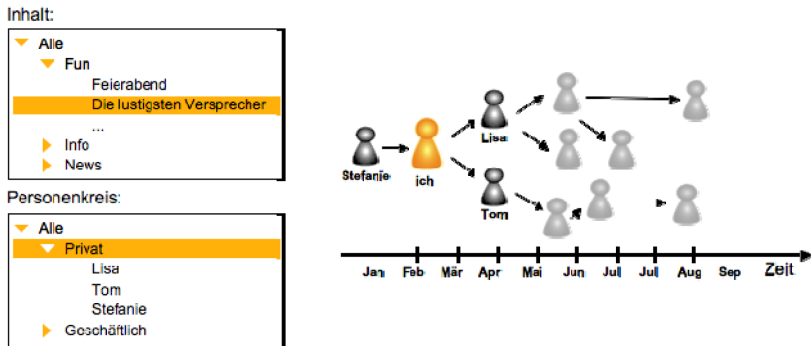 Inhalt:
Alle
Fun
Feierabend
Die lustigsten Versprecher
...
Info
News
Personenkreis:
Alle
Privat
Lisa
Tom
Stefanie
Geschäftlich
Stefanie
ich
Lisa
Tom
Jan Feb Mär Apr Mai Jun Jul Jul Aug Sep Zeit